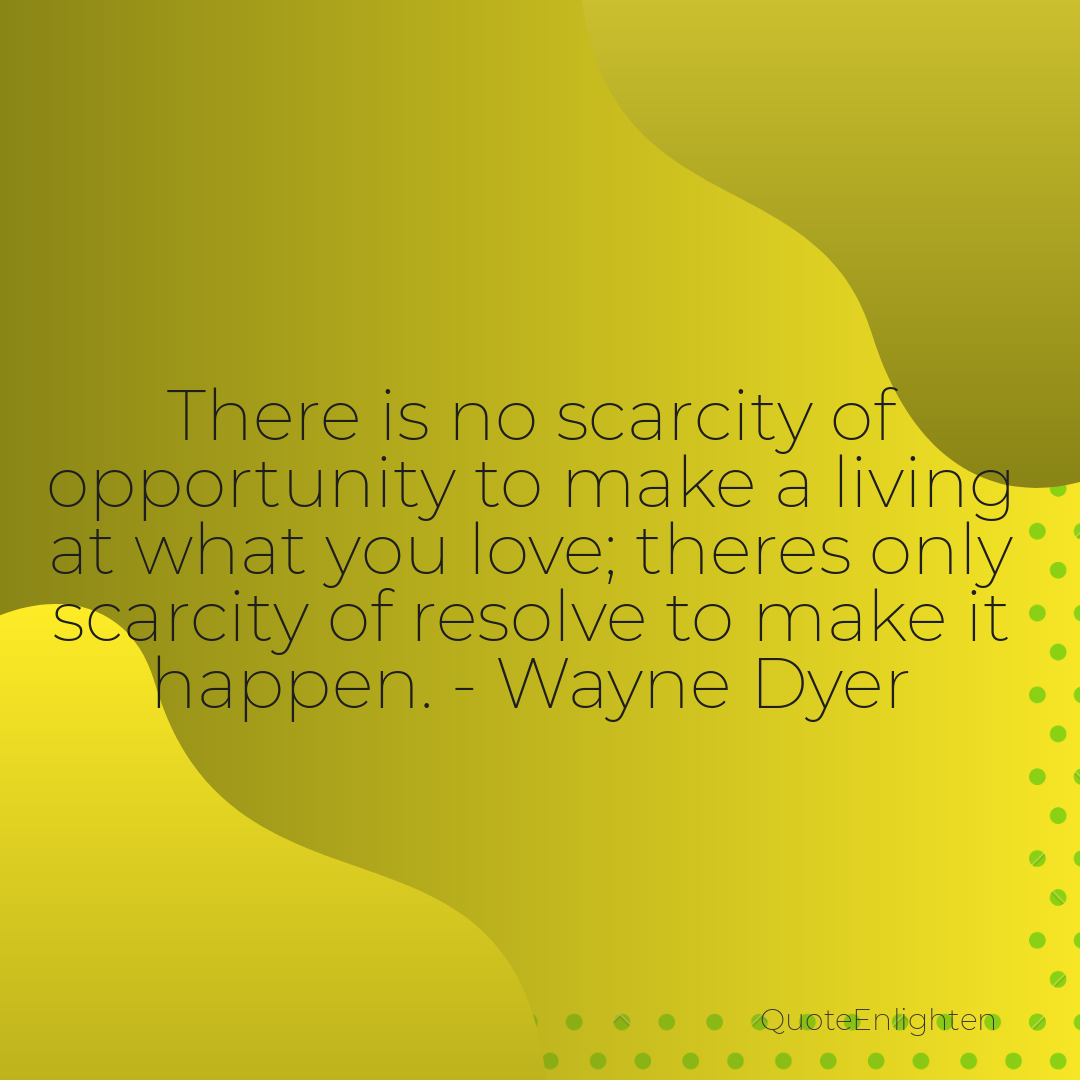 There is no scarcity of
opportunity to make a living
at what you love; theres only
scarcity of resolve to make it
happen. - Wayne Dyer
QuoteEnlighten